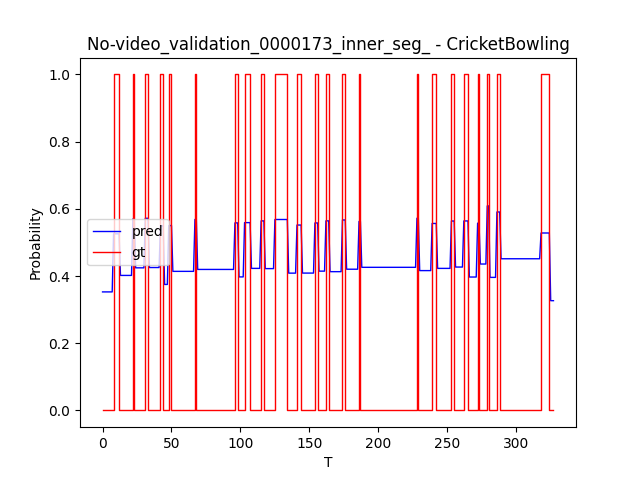 No-video_validation_0000173_inner_seg_ - CricketBowling
1.0
0.8
0.6
0.4
0.2
0.0
Probability
pred
gt
0 50 100 150 200 250 300
T